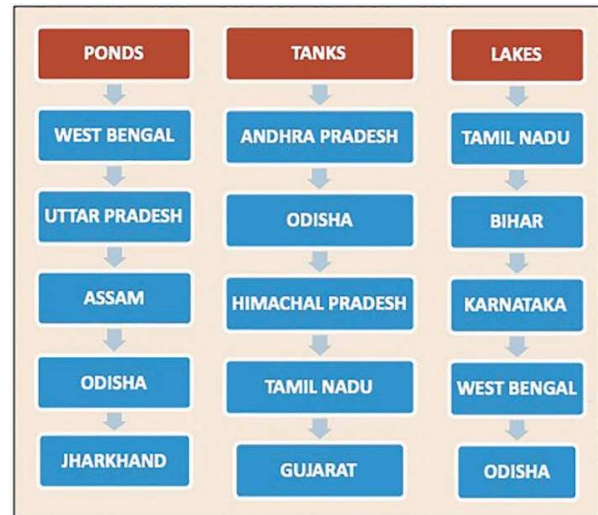 PONDS
WEST BENGAL
UTTAR PRADESH
ASSAM
ODISHA
JHARKHAND
TANKS
ANDHRA PRADESH
ODISHA
HIMACHAL PRADESH
TAMIL NADU
GUJARAT
LAKES
TAMIL NADU
BIHAR
KARNATAKA
WEST BENGAL
ODISHA